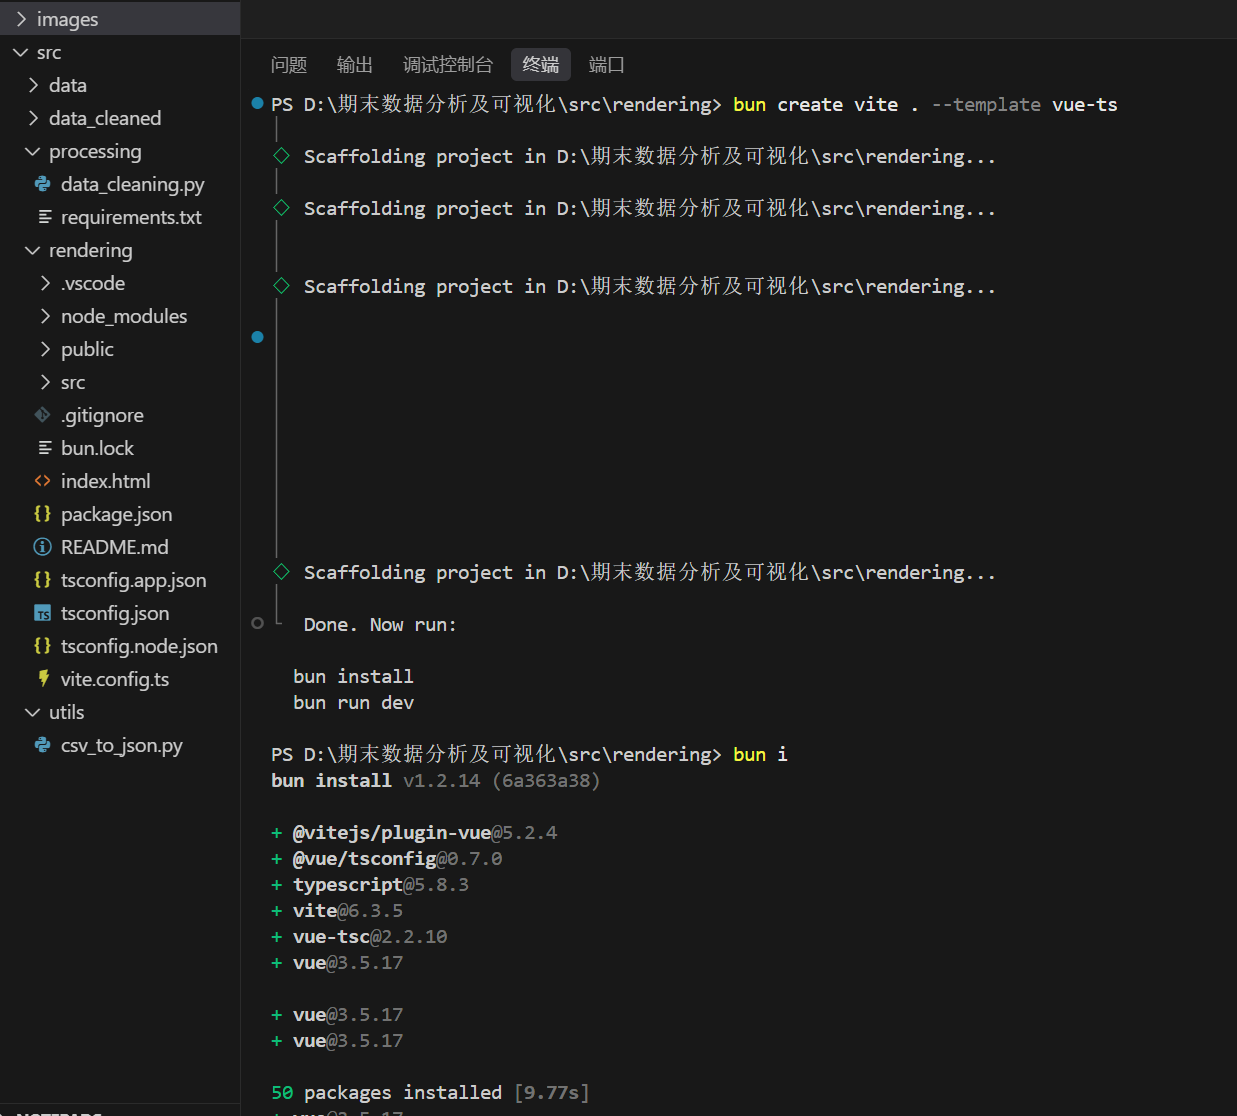 images
src
data
data_cleaned
processing
data_cleaning.py
requirements.txt
rendering
.vscode
node_modules
public
src
.gitignore
bun.lock
index.html
package.json
README.md
tsconfig.app.json
tsconfig.json
tsconfig.node.json
vite.config.ts
utils
csv_to_json.py
问题 输出 调试控制台 终端 端口
PS D:\期末数据分析及可视化\src\rendering> bun create vite . --template vue-ts
Scaffolding project in D:\期末数据分析及可视化\src\rendering...
Scaffolding project in D:\期末数据分析及可视化\src\rendering...
Scaffolding project in D:\期末数据分析及可视化\src\rendering...
Scaffolding project in D:\期末数据分析及可视化\src\rendering...
Done. Now run:
bun install
bun run dev
PS D:\期末数据分析及可视化\src\rendering> bun i
bun install v1.2.14 (6a363a38)
+ @vitejs/plugin-vue@5.2.4
+ @vue/tsconfig@0.7.0
+ typescript@5.8.3
+ vite@6.3.5
+ vue-tsc@2.2.10
+ vue@3.5.17
+ vue@3.5.17
+ vue@3.5.17
50 packages installed [9.77s]
+ vue@3.5.17